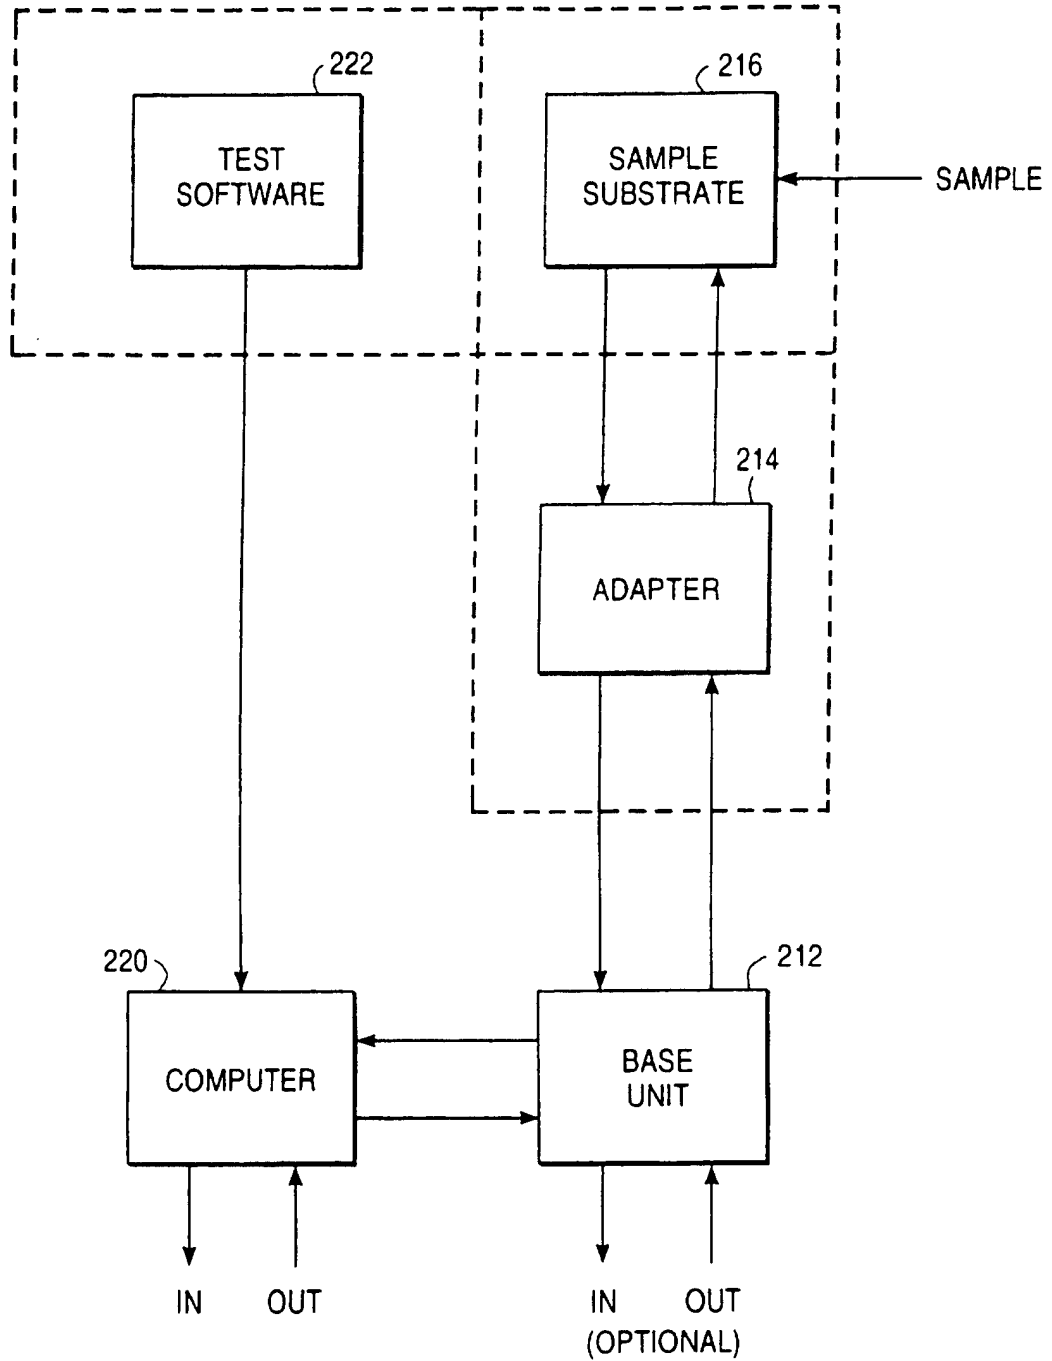 222
216
TEST
SOFTWARE
SAMPLE
SUBSTRATE
SAMPLE
214
ADAPTER
220
212
COMPUTER
BASE
UNIT
IN
OUT
IN
OUT
(OPTIONAL)